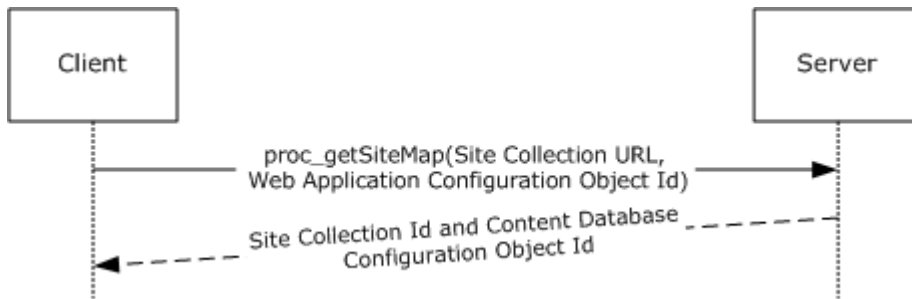 Client
Server
proc_getSiteMap(Site Collection URL,
Web Application Configuration Object Id)
Site Collection Id and Content Database
Configuration Object Id